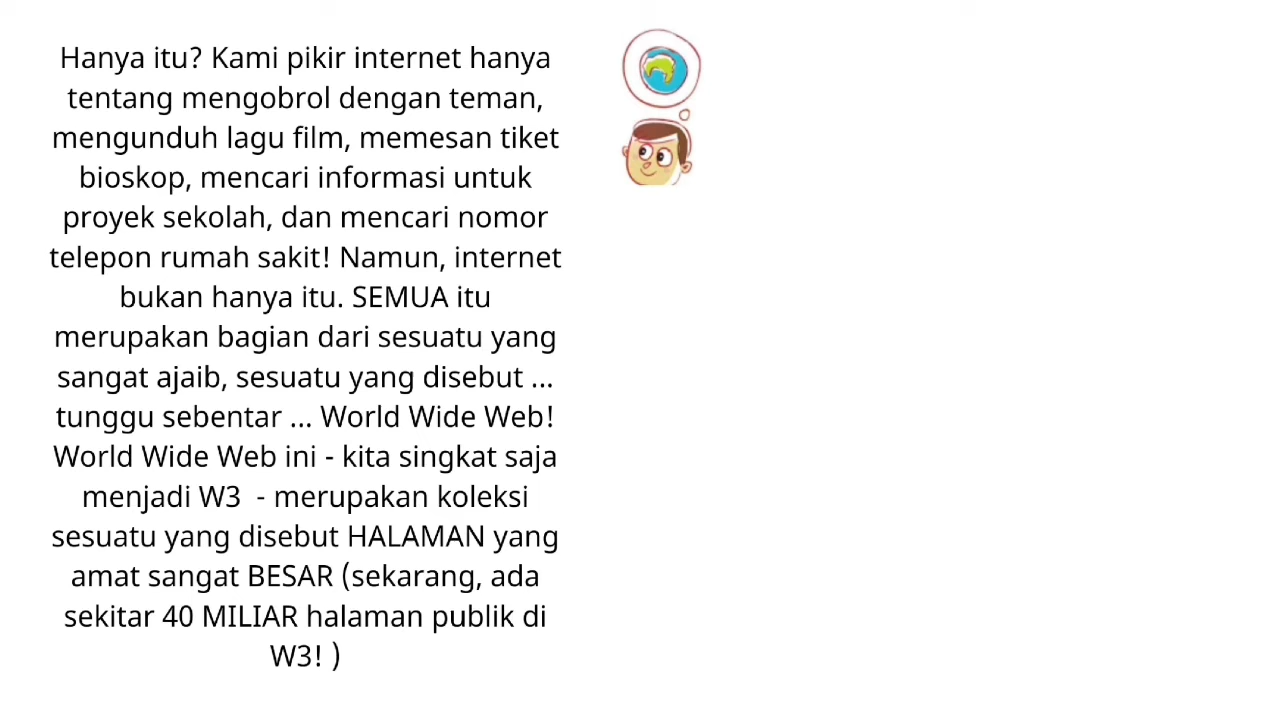 Hanya itu? Kami pikir internet hanya
tentang mengobrol dengan teman,
mengunduh lagu film, memesan tiket
bioskop, mencari informasi untuk
proyek sekolah, dan mencari nomor
telepon rumah sakit! Namun, internet
bukan hanya itu. SEMUA itu
merupakan bagian dari sesuatu yang
sangat ajaib, sesuatu yang disebut ...
tunggu sebentar ... World Wide Web!
World Wide Web ini - kita singkat saja
menjadi W3  - merupakan koleksi
sesuatu yang disebut HALAMAN yang
amat sangat BESAR (sekarang, ada
sekitar 40 MILIAR halaman publik di
W3! )